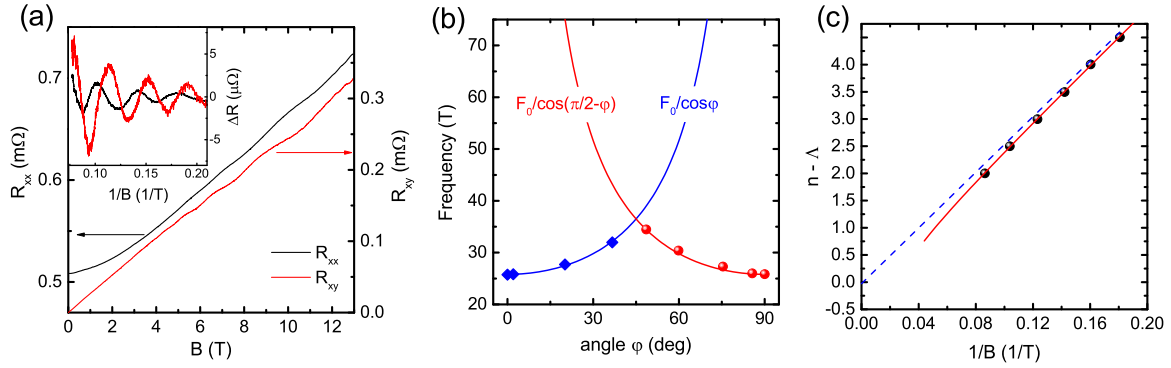 (a)
R_xx (mΩ)
0.7
0.6
0.5
0 2 4 6 8 10 12
B (T)
0.3
0.2
0.1
0.0
R_xy (mΩ)
R_xx
R_xy
5
0
-5
ΔR (μΩ)
0.10 0.15 0.20
1/B (1/T)
(b)
Frequency (T)
70
60
50
40
30
20
0 30 60 90
angle φ (deg)
F_0/cos(π/2-φ)
F_0/cosφ
(c)
n - Λ
4.5
4.0
3.5
3.0
2.5
2.0
1.5
1.0
0.5
0.0
-0.5
0.00 0.04 0.08 0.12 0.16 0.20
1/B (1/T)